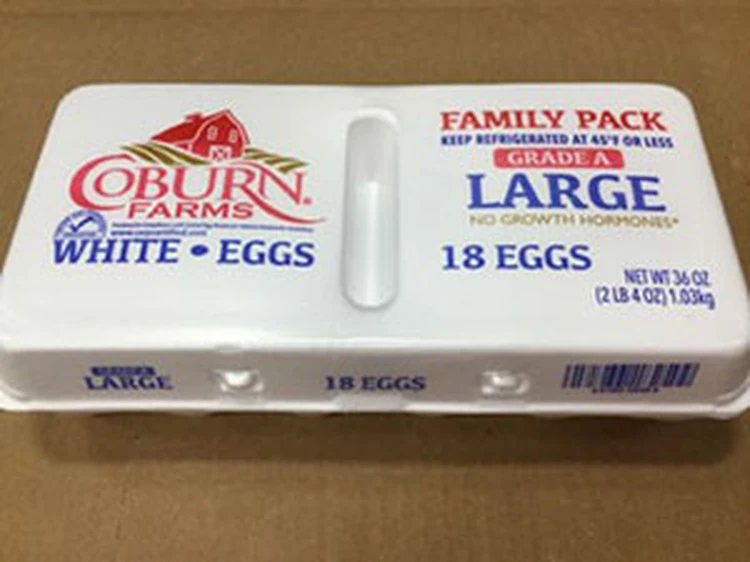 COBURN®
FARMS
WHITE • EGGS
FAMILY PACK
KEEP REFRIGERATED AT 45°F OR LESS
GRADE A
LARGE
NO GROWTH HORMONES*
18 EGGS
NET WT 36 OZ
(2 LB 4 OZ) 1.03kg
LARGE
18 EGGS